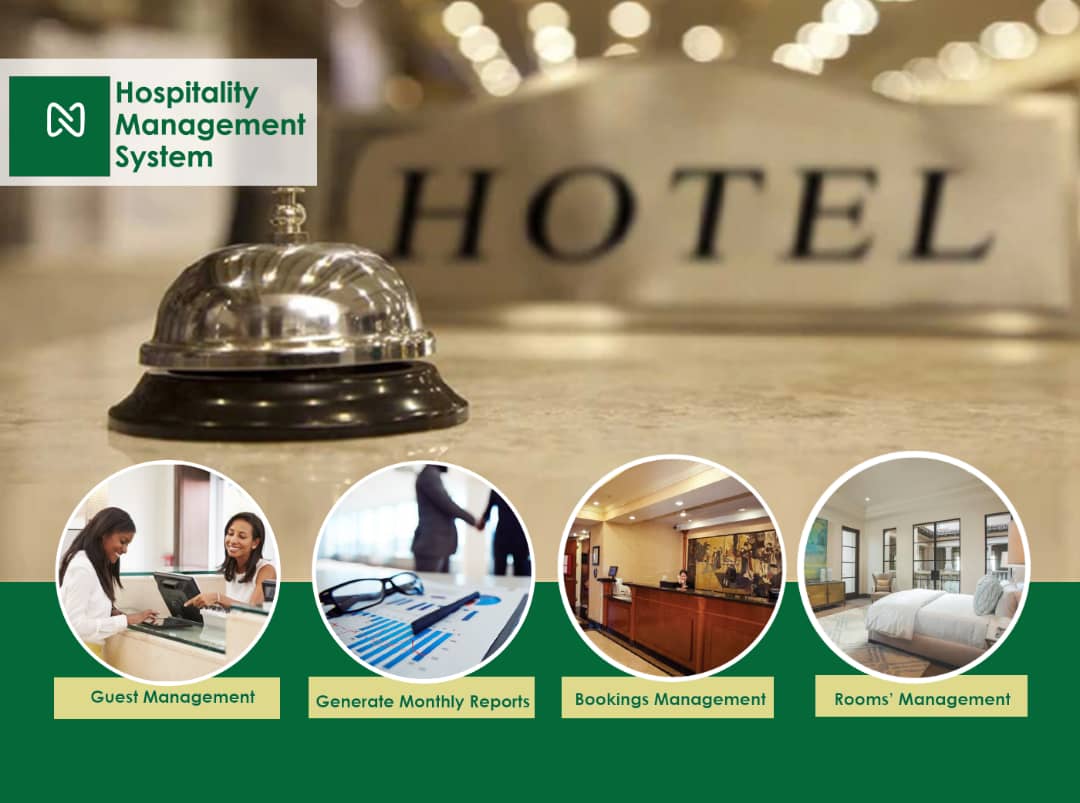 Hospitality
Management
System
HOTEL
Guest Management
Generate Monthly Reports
Bookings Management
Rooms’ Management